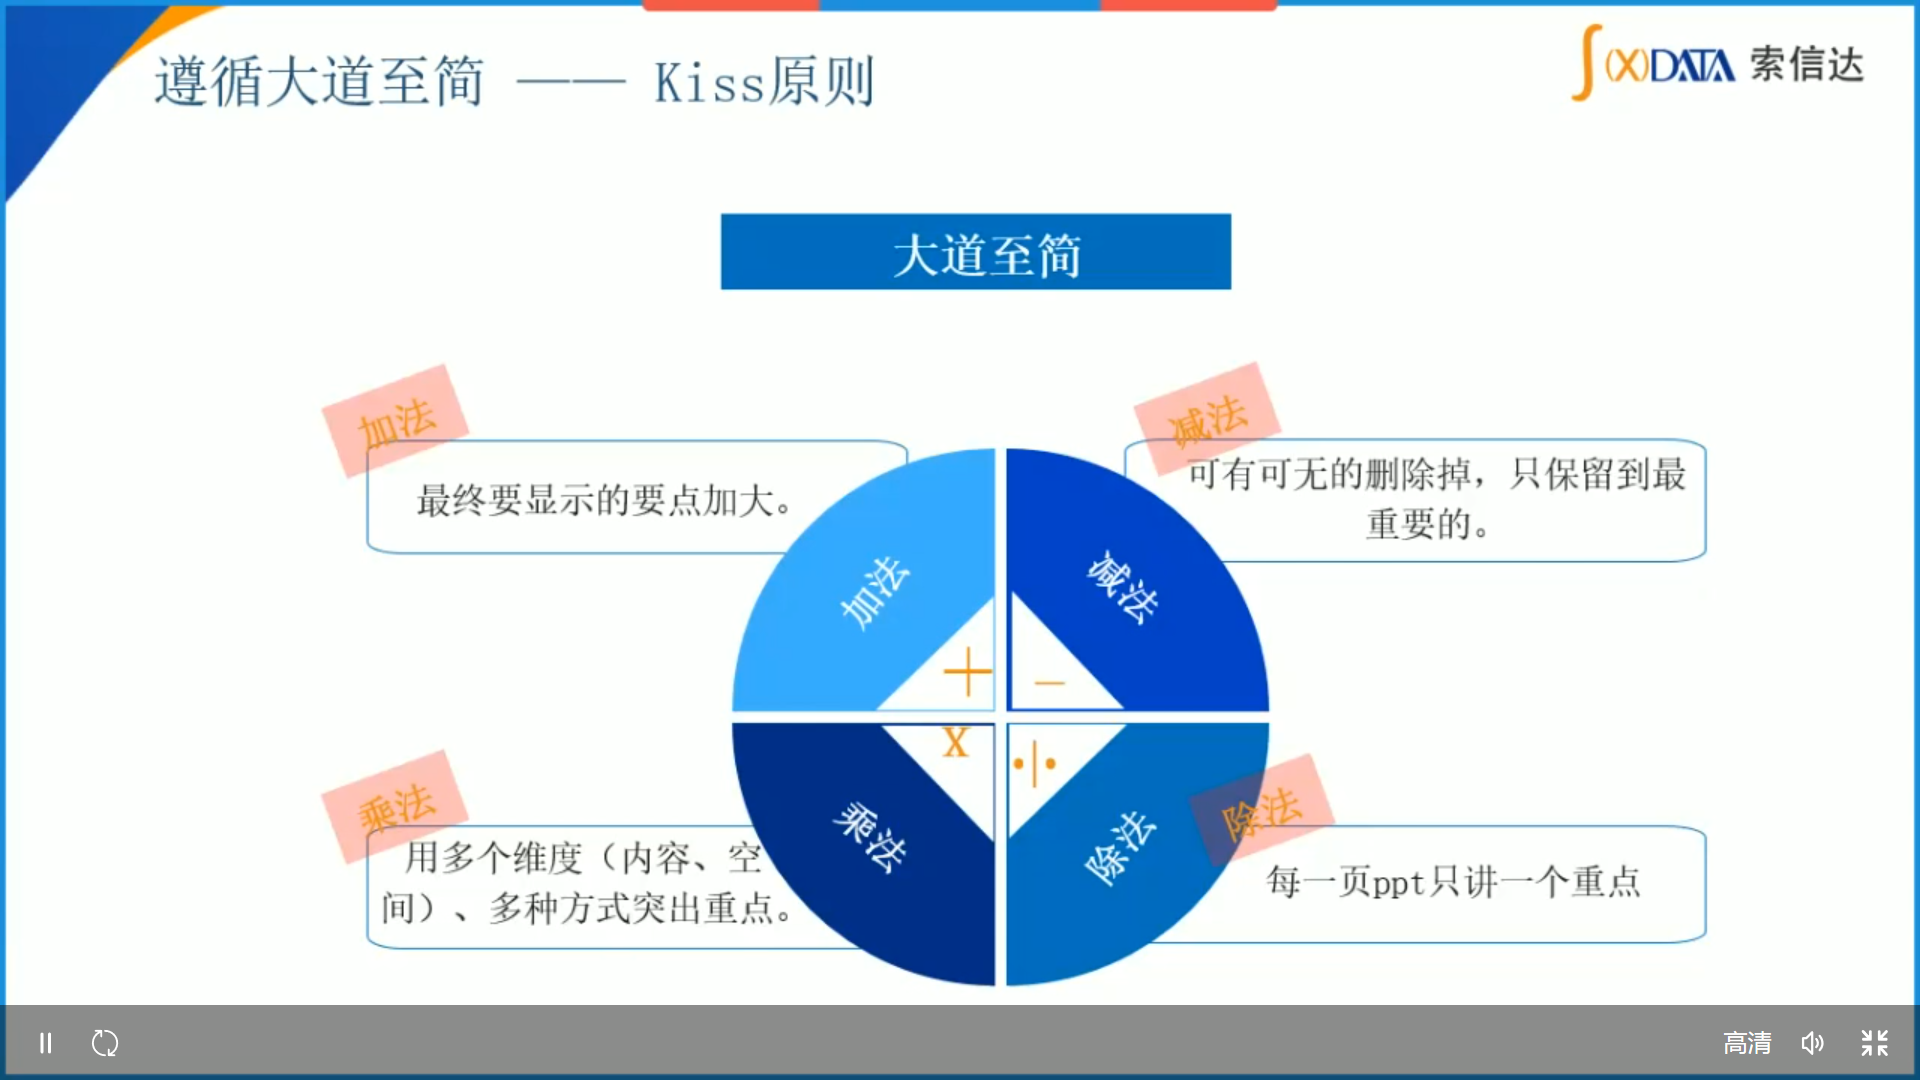 遵循大道至简 —— Kiss原则
∫(X)DATA 索信达
大道至简
加法
最终要显示的要点加大。
减法
可有可无的删除掉，只保留到最
重要的。
加法
减法
+
－
X
·|·
乘法
除法
乘法
用多个维度（内容、空
间）、多种方式突出重点。
除法
每一页ppt只讲一个重点
高清